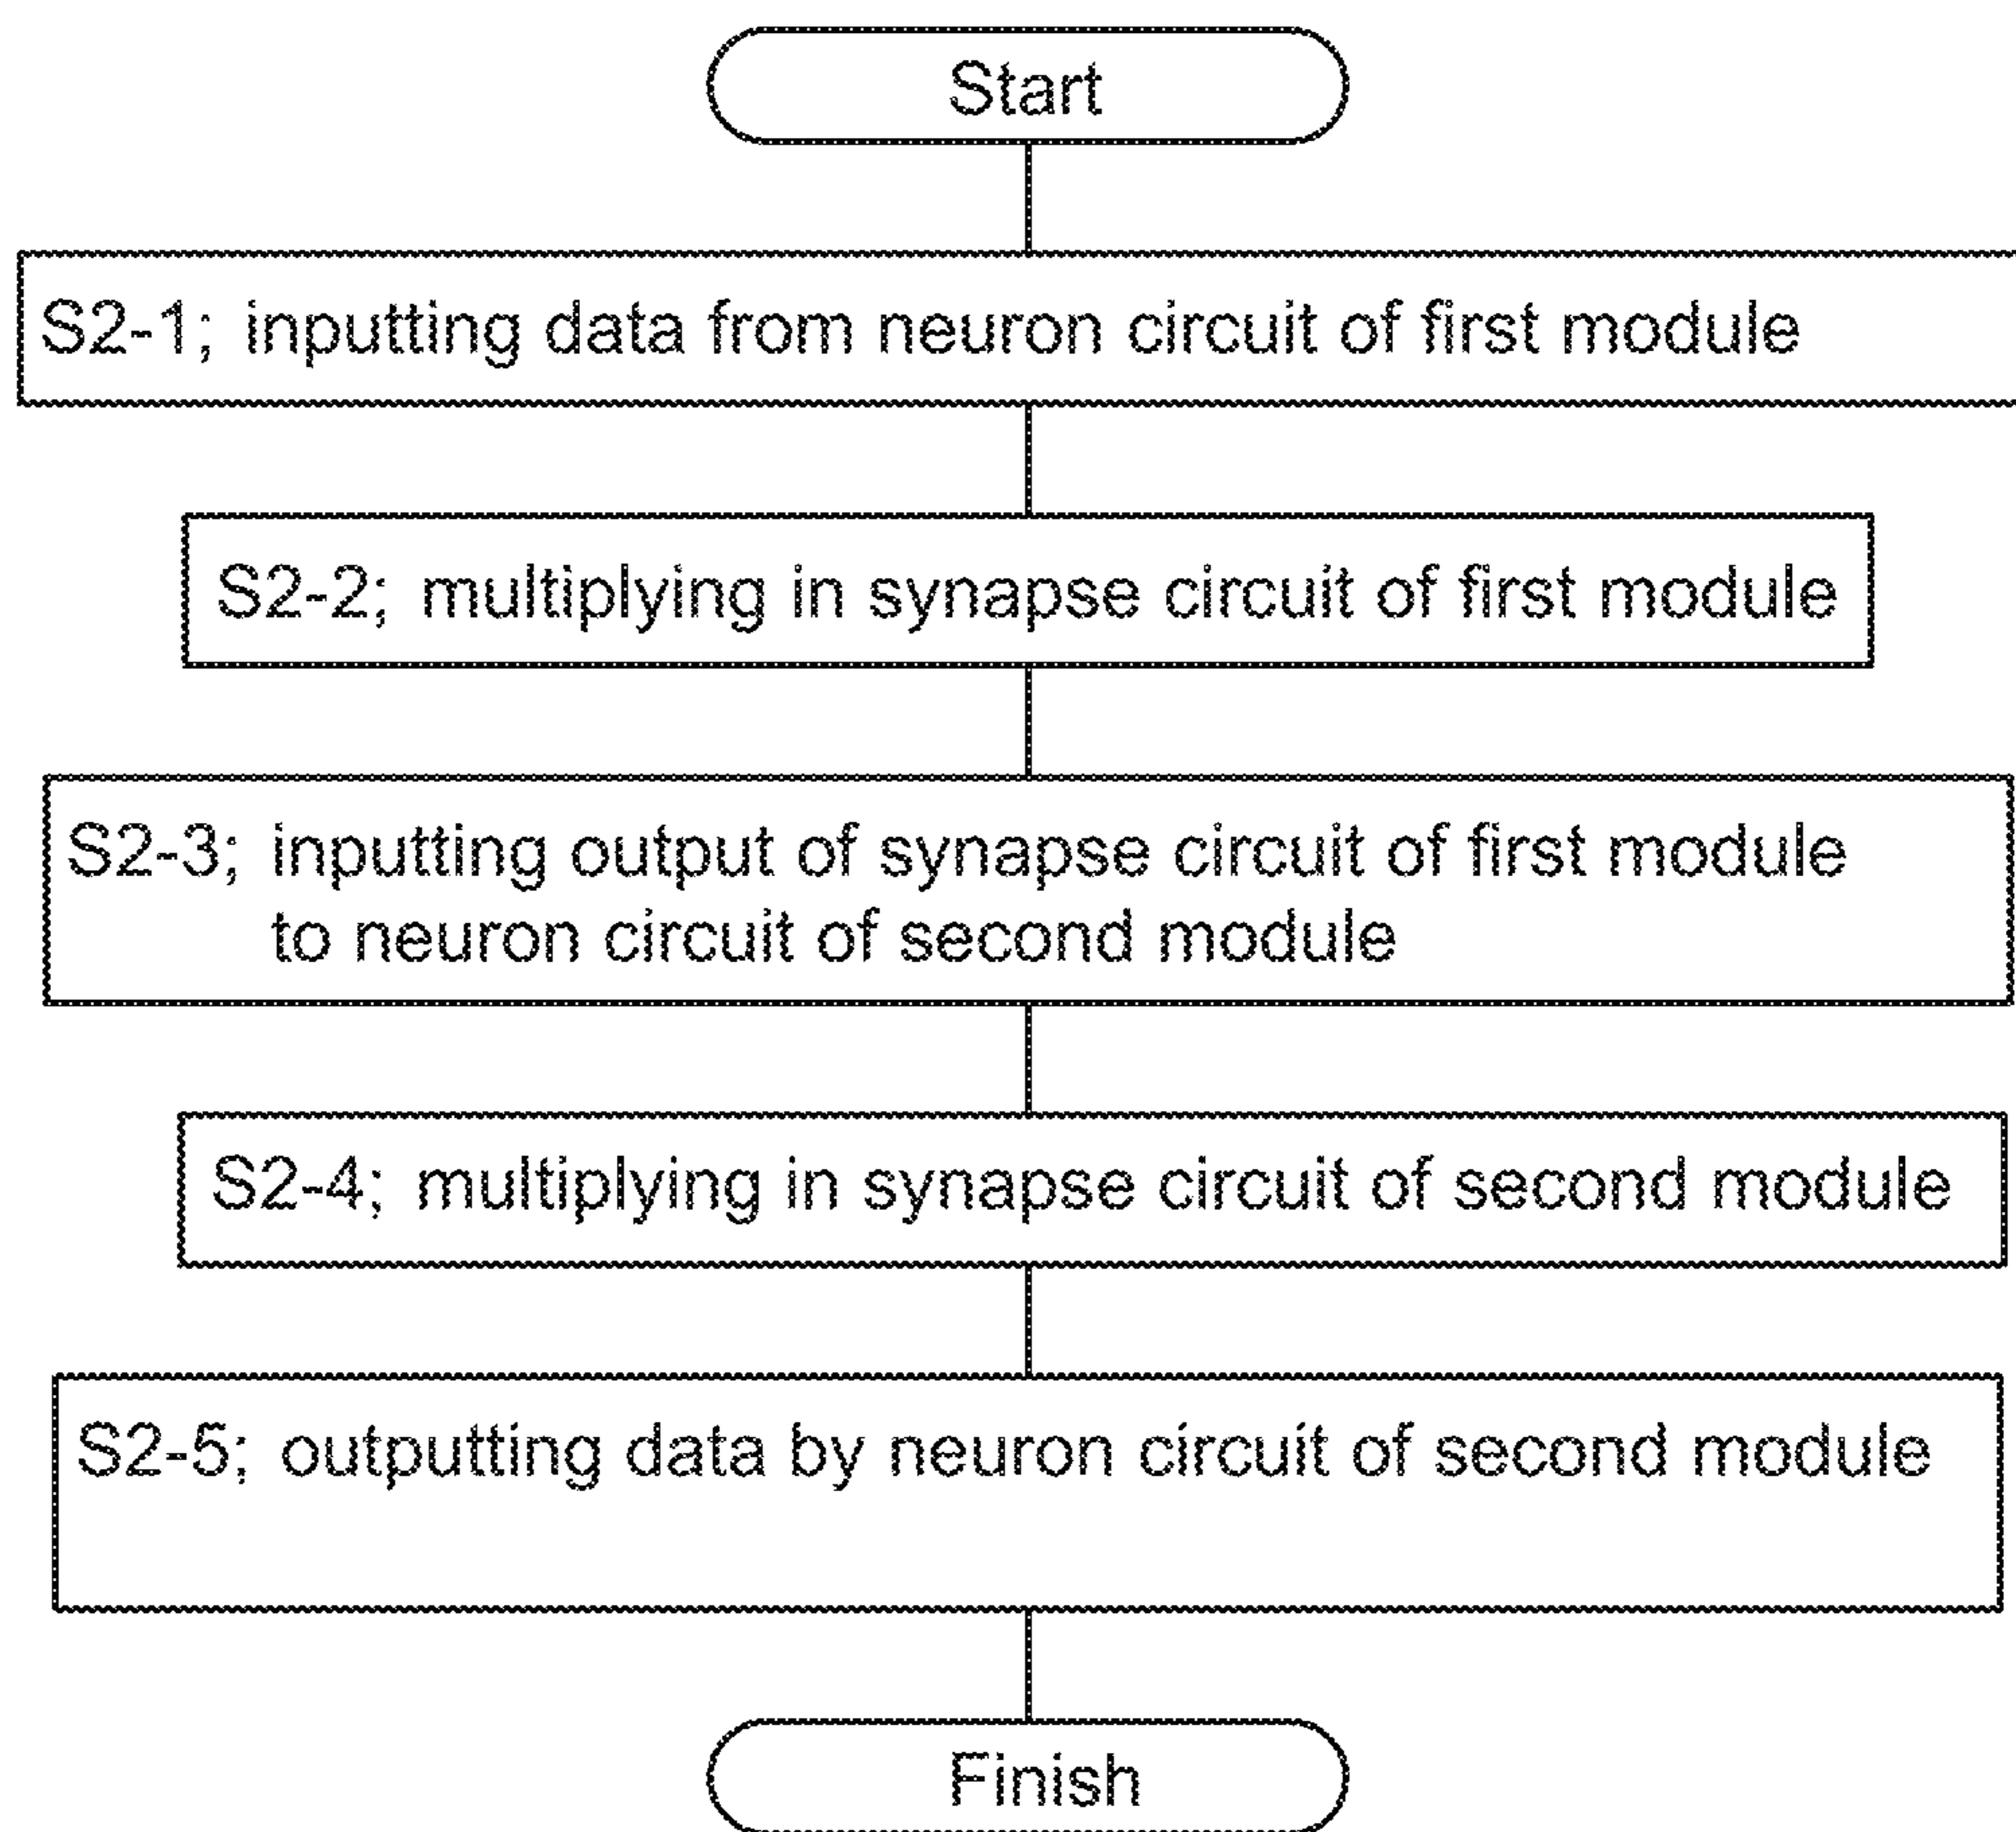 Start
S2-1; inputting data from neuron circuit of first module
S2-2; multiplying in synapse circuit of first module
S2-3; inputting output of synapse circuit of first module
to neuron circuit of second module
S2-4; multiplying in synapse circuit of second module
S2-5; outputting data by neuron circuit of second module
Finish